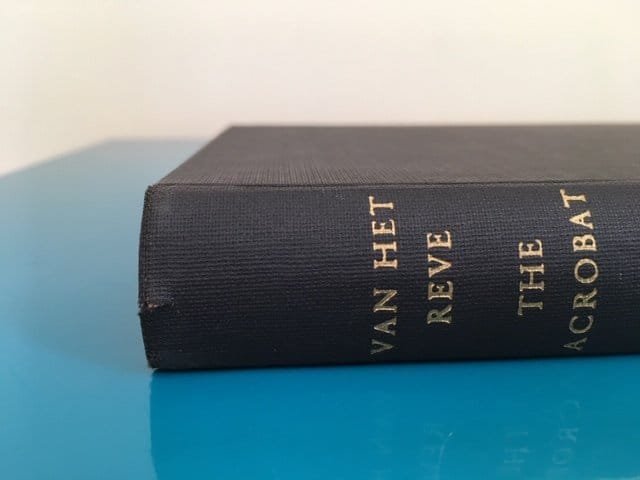 VAN HET
REVE
THE
ACROBAT